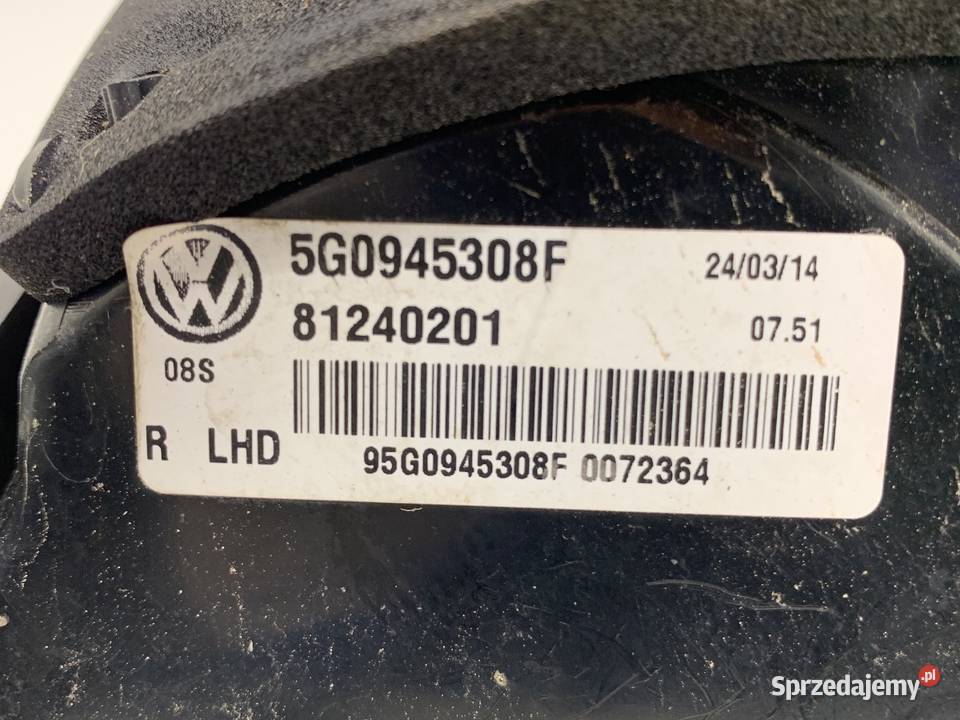 5G0945308F 24/03/14
81240201 07.51
08S
R LHD
95G0945308F 0072364
Sprzedajemy.pl